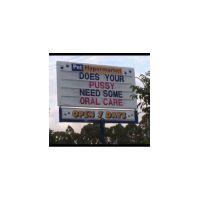 Pet Hypermarket
DOES YOUR
PUSSY
NEED SOME
ORAL CARE
OPEN 7 DAYS